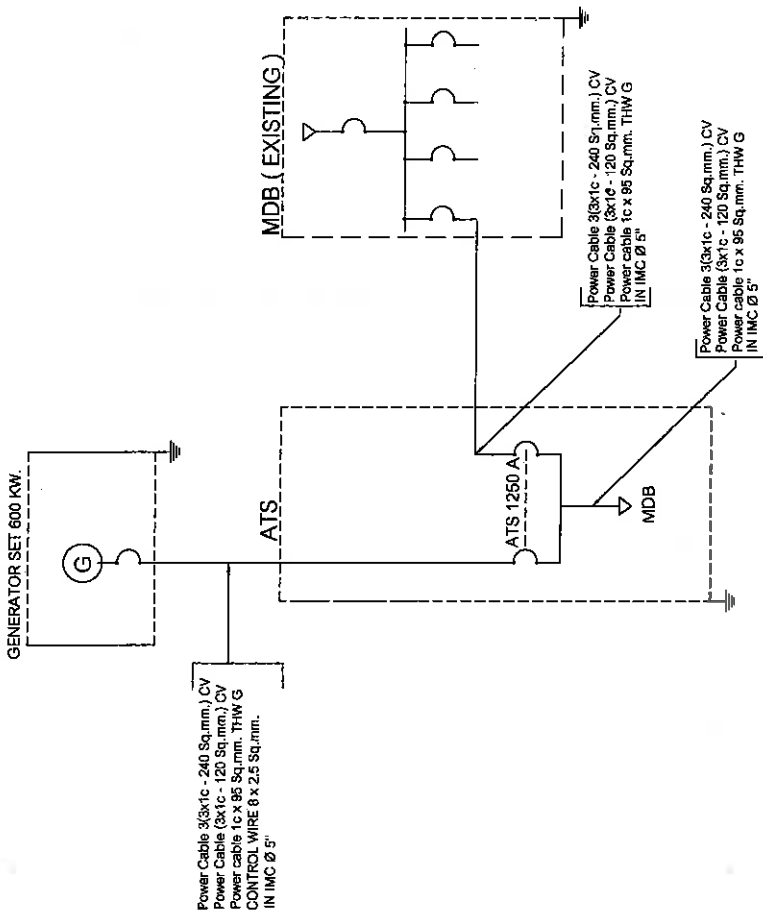 GENERATOR SET 600 KW.
G
Power Cable 3(3x1c - 240 Sq.mm.) CV
Power Cable (3x1c - 120 Sq.mm.) CV
Power cable 1c x 95 Sq.mm. THW G
CONTROL WIRE 8 x 2.5 Sq.mm.
IN IMC Ø 5"
ATS
ATS 1250 A
MDB
MDB ( EXISTING )
Power Cable 3(3x1c - 240 Sq.mm.) CV
Power Cable (3x1c - 120 Sq.mm.) CV
Power cable 1c x 95 Sq.mm. THW G
IN IMC Ø 5"
Power Cable 3(3x1c - 240 Sq.mm.) CV
Power Cable (3x1c - 120 Sq.mm.) CV
Power cable 1c x 95 Sq.mm. THW G
IN IMC Ø 5"